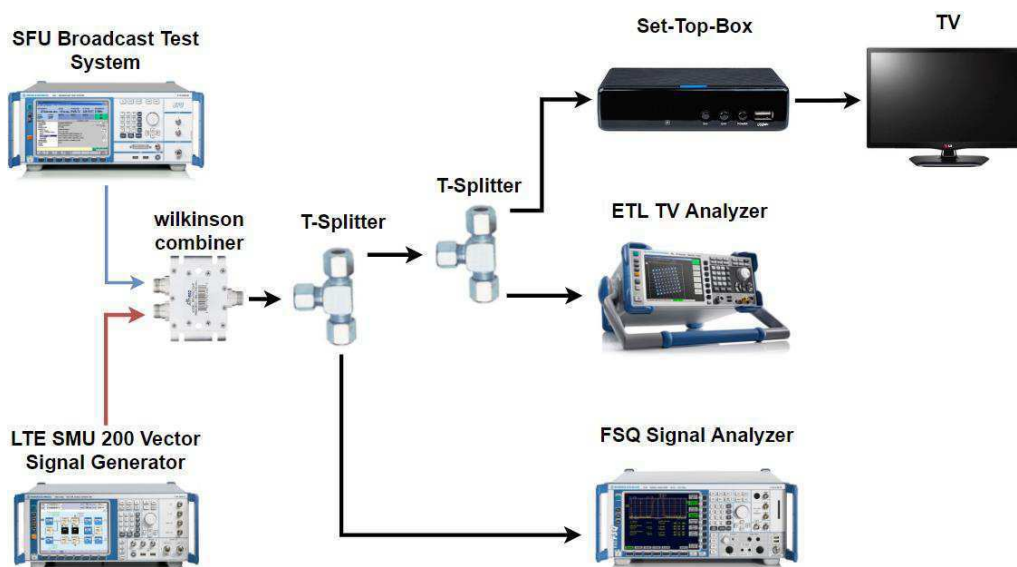 SFU Broadcast Test
System
Set-Top-Box
TV
wilkinson
combiner
T-Splitter
T-Splitter
ETL TV Analyzer
LTE SMU 200 Vector
Signal Generator
FSQ Signal Analyzer